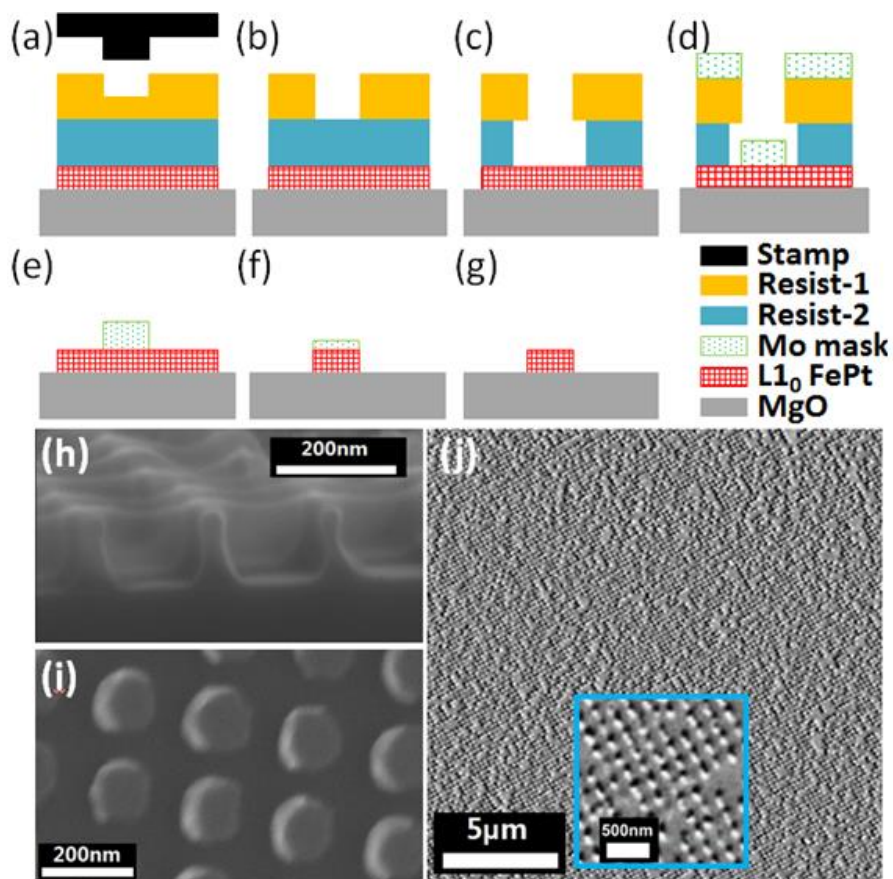 (a)
(b)
(c)
(d)
(e)
(f)
(g)
Stamp
Resist-1
Resist-2
Mo mask
L1₀ FePt
MgO
(h)
200nm
(i)
200nm
(j)
5μm
500nm